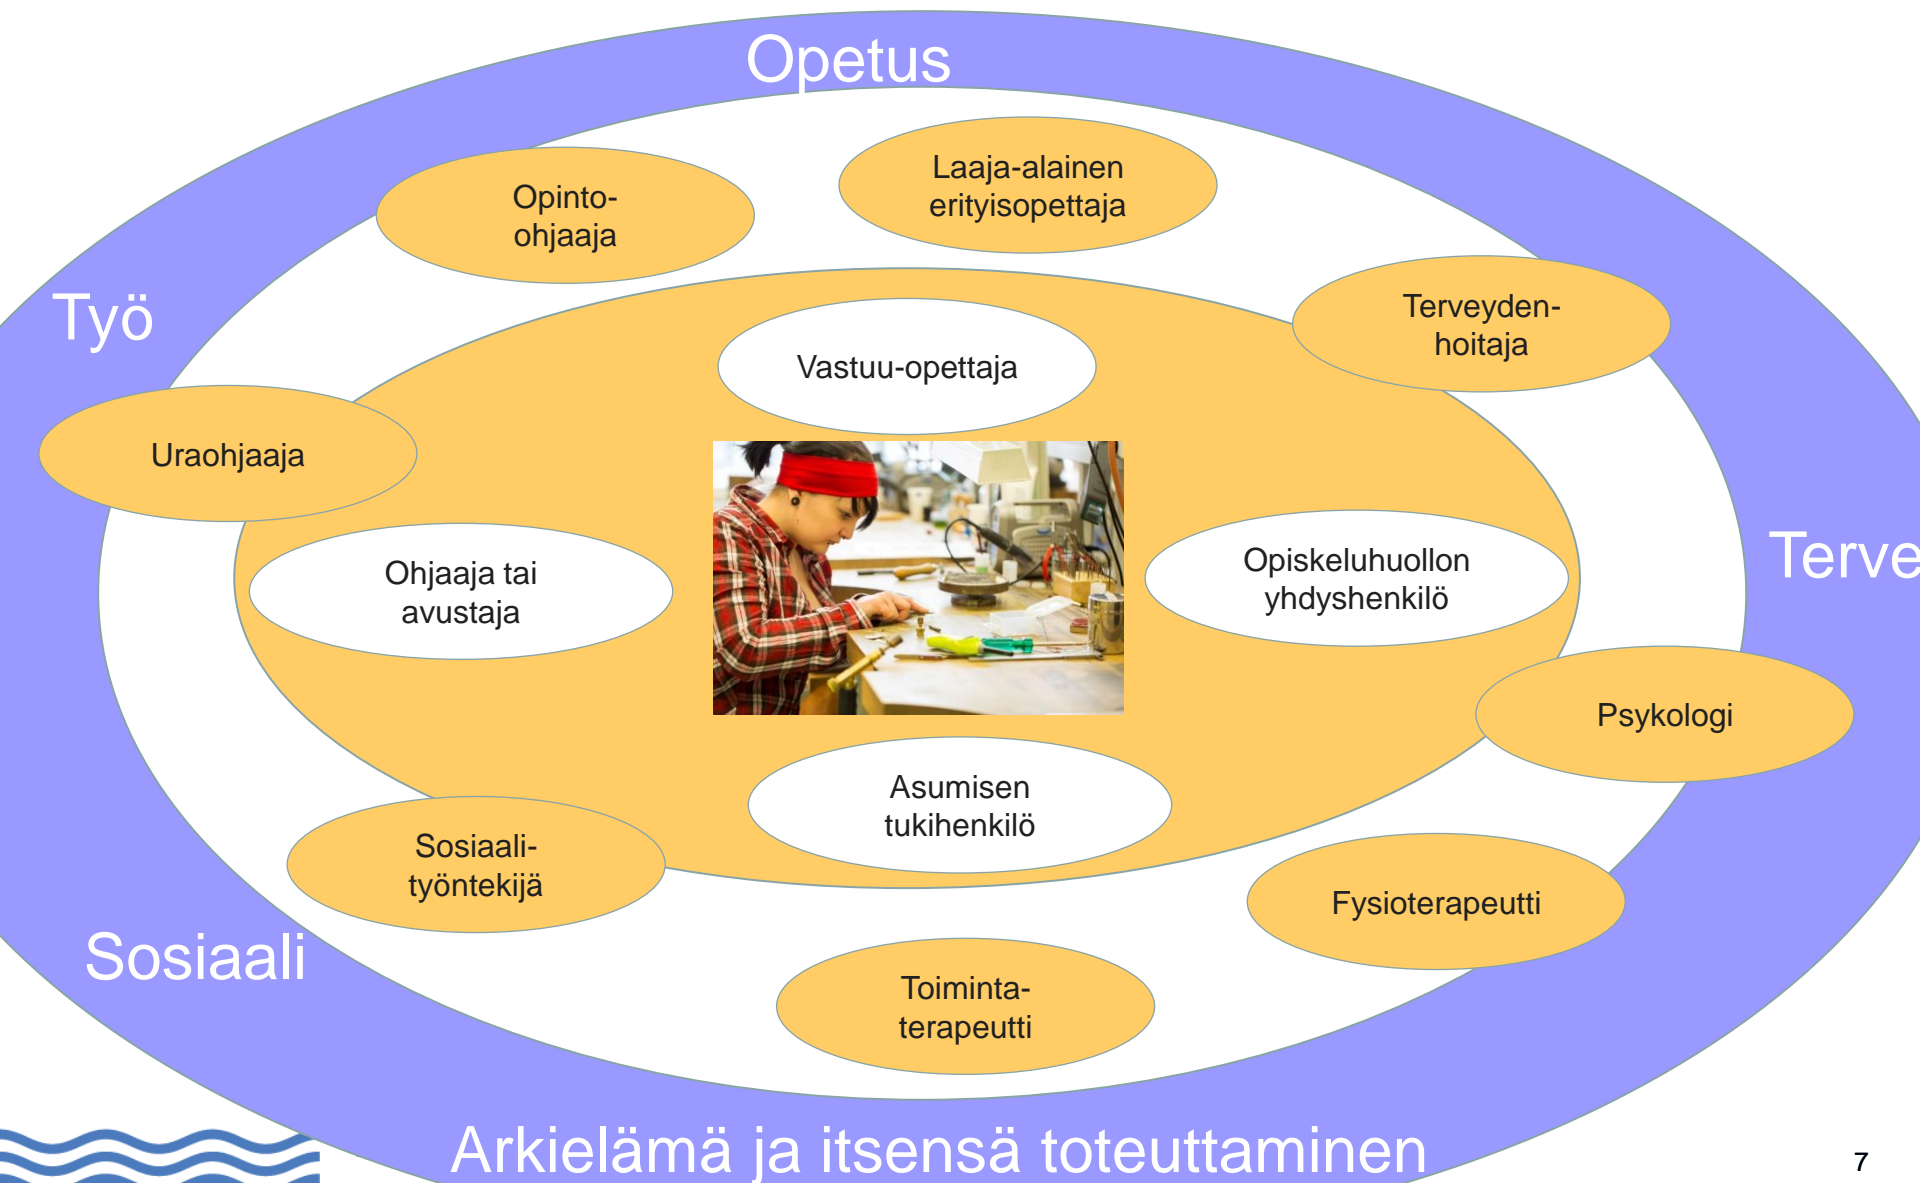 Opetus
Laaja-alainen
erityisopettaja
Opinto-
ohjaaja
Työ
Terveyden-
hoitaja
Vastuu-opettaja
Uraohjaaja
Ohjaaja tai
avustaja
Opiskeluhuollon
yhdyshenkilö
Terve
Psykologi
Asumisen
tukihenkilö
Sosiaali-
työntekijä
Fysioterapeutti
Sosiaali
Toiminta-
terapeutti
Arkielämä ja itsensä toteuttaminen
7